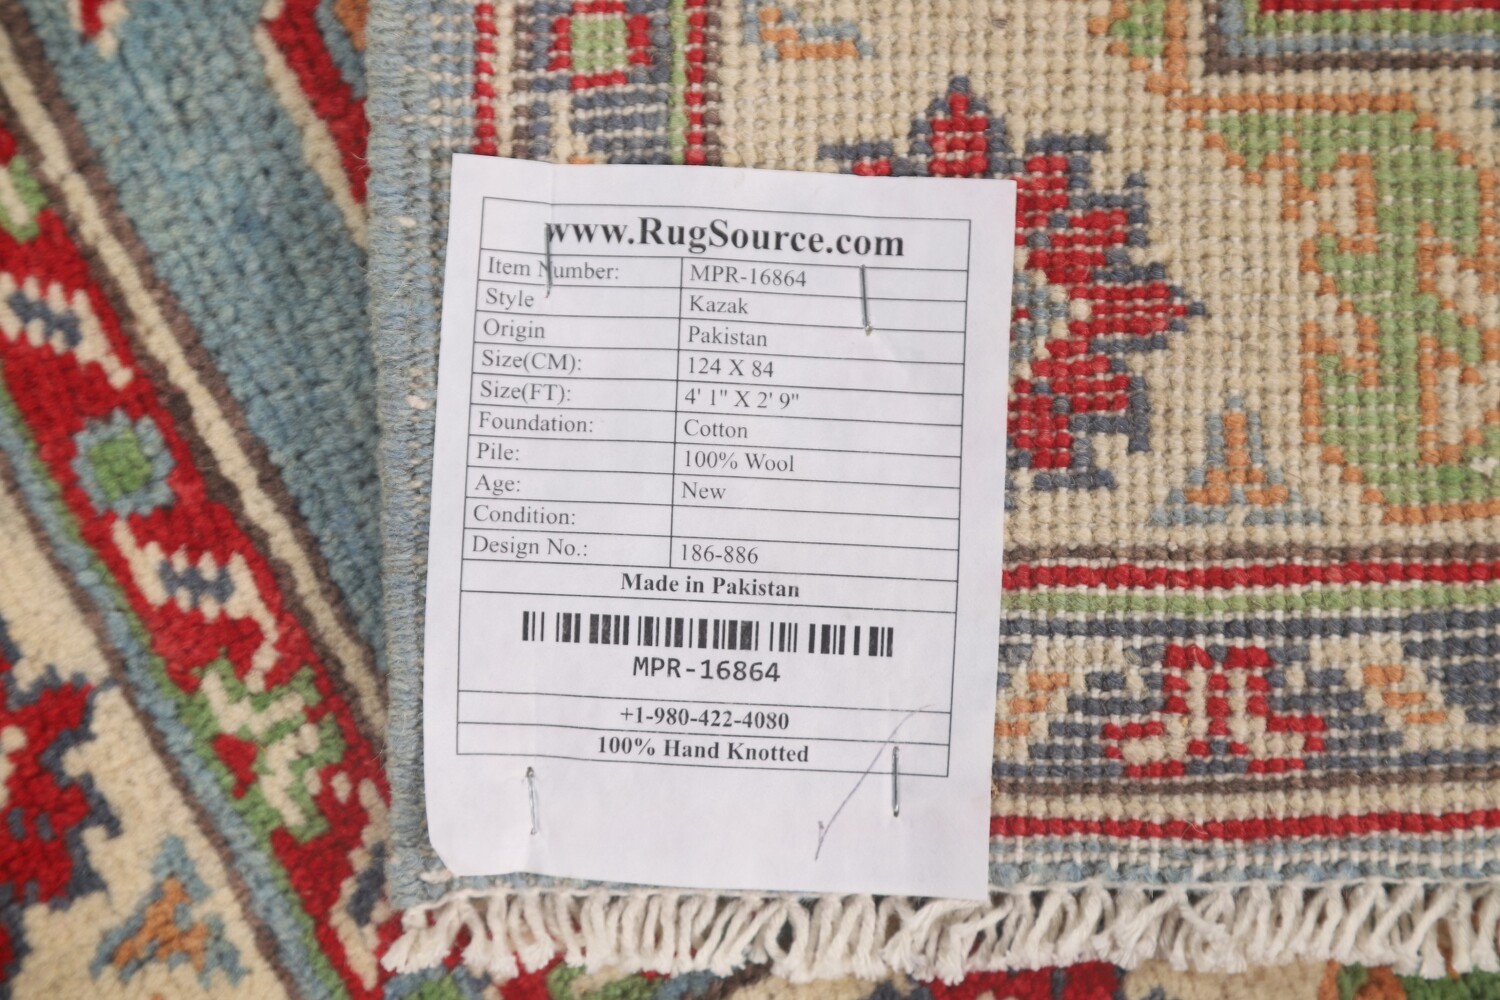 www.RugSource.com
Item Number: MPR-16864
Style Kazak
Origin Pakistan
Size(CM): 124 X 84
Size(FT): 4' 1" X 2' 9"
Foundation: Cotton
Pile: 100% Wool
Age: New
Condition:
Design No.: 186-886
Made in Pakistan
MPR-16864
+1-980-422-4080
100% Hand Knotted